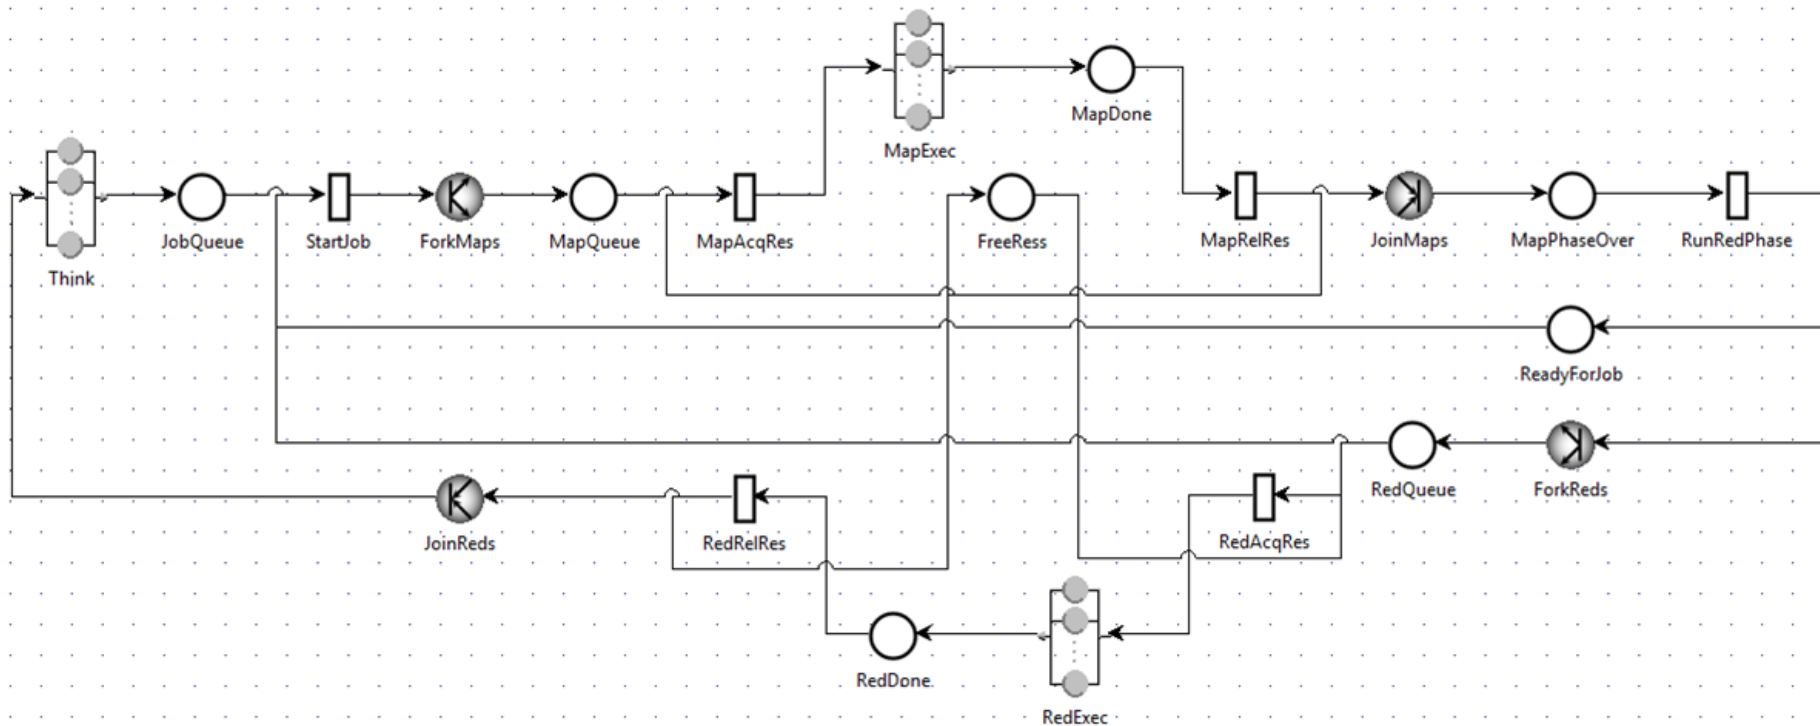 MapDone
MapExec
JobQueue
StartJob
ForkMaps
MapQueue
MapAcqRes
FreeRess
MapRelRes
JoinMaps
MapPhaseOver
RunRedPhase
Think
ReadyForJob
RedQueue
ForkReds
JoinReds
RedRelRes
RedAcqRes
RedDone
RedExec